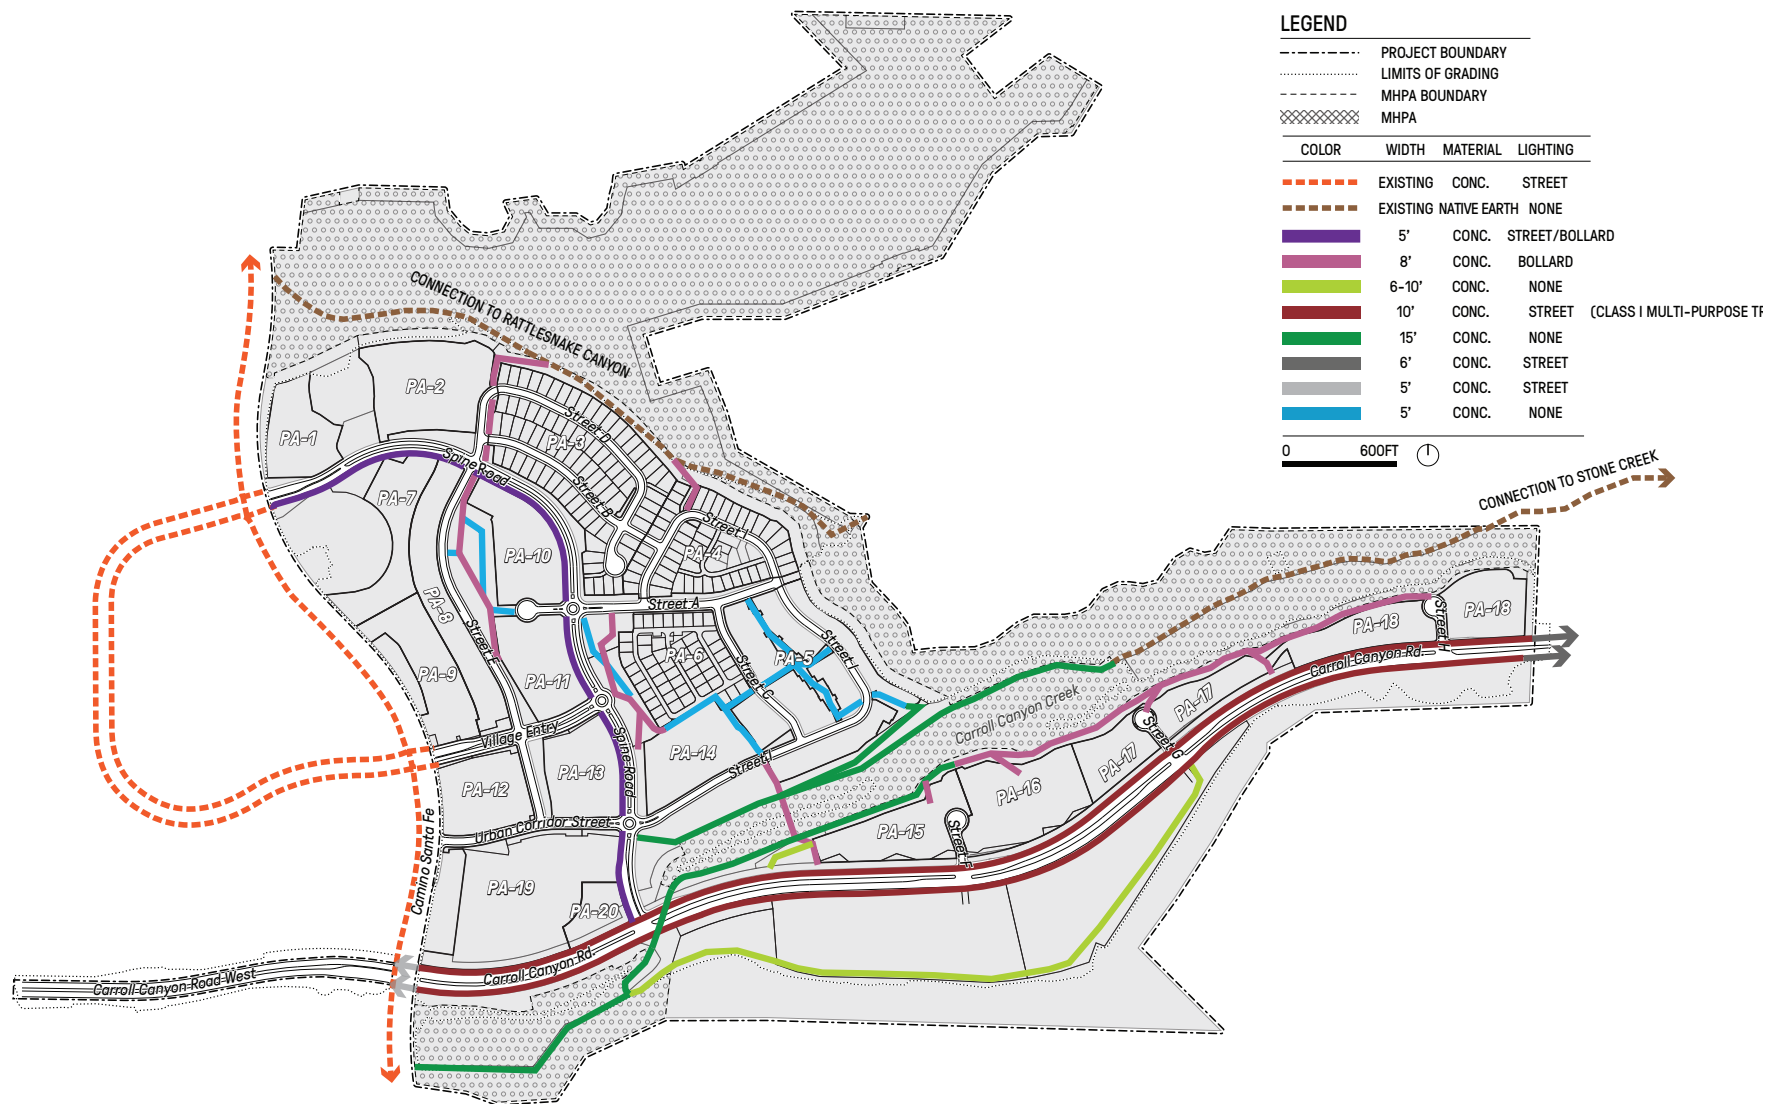 LEGEND
PROJECT BOUNDARY
LIMITS OF GRADING
MHPA BOUNDARY
MHPA
COLOR WIDTH MATERIAL LIGHTING
EXISTING CONC. STREET
EXISTING NATIVE EARTH NONE
5' CONC. STREET/BOLLARD
8' CONC. BOLLARD
6-10' CONC. NONE
10' CONC. STREET (CLASS I MULTI-PURPOSE TR
15' CONC. NONE
6' CONC. STREET
5' CONC. STREET
5' CONC. NONE
0 600FT
CONNECTION TO RATTLESNAKE CANYON
CONNECTION TO STONE CREEK
PA-2
PA-1
Street D
PA-3
Spine Road
PA-7
Street B
Street I
PA-4
PA-10
Street A
PA-8
Street E
PA-6
PA-5
Street I
Street C
PA-9
PA-11
Village Entry
Spine Road
PA-14
Street I
PA-12
PA-13
Urban Corridor Street
Camino Santa Fe
PA-19
PA-20
Carroll Canyon Rd.
Carroll Canyon Road West
Carroll Canyon Creek
PA-15
Street F
PA-16
PA-17
Street G
PA-17
Carroll Canyon Rd.
PA-18
Street H
PA-18